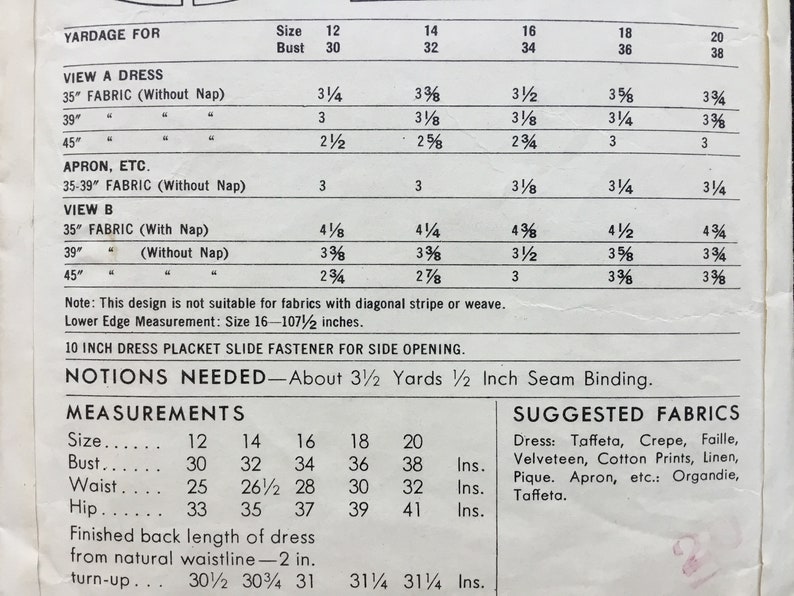 YARDAGE FOR Size 12 14 16 18 20
Bust 30 32 34 36 38
VIEW A DRESS
35" FABRIC (Without Nap) 3¼ 3⅜ 3½ 3⅝ 3¾
39" “ “ “ 3 3⅛ 3⅛ 3¼ 3⅜
45" “ “ “ 2½ 2⅝ 2¾ 3 3
APRON, ETC.
35-39" FABRIC (Without Nap) 3 3 3⅛ 3¼ 3¼
VIEW B
35" FABRIC (With Nap) 4⅛ 4¼ 4⅜ 4½ 4¾
39" “ (Without Nap) 3⅜ 3⅜ 3½ 3⅝ 3¾
45" “ “ “ 2¾ 2⅞ 3 3⅜ 3⅜
Note: This design is not suitable for fabrics with diagonal stripe or weave.
Lower Edge Measurement: Size 16—107½ inches.
10 INCH DRESS PLACKET SLIDE FASTENER FOR SIDE OPENING.
NOTIONS NEEDED—About 3½ Yards ½ Inch Seam Binding.
MEASUREMENTS
Size...... 12 14 16 18 20
Bust...... 30 32 34 36 38 Ins.
Waist .... 25 26½ 28 30 32 Ins.
Hip...... 33 35 37 39 41 Ins.
Finished back length of dress
from natural waistline—2 in.
turn-up... 30½ 30¾ 31 31¼ 31¼ Ins.
SUGGESTED FABRICS
Dress: Taffeta, Crepe, Faille,
Velveteen, Cotton Prints, Linen,
Pique. Apron, etc.: Organdie,
Taffeta.